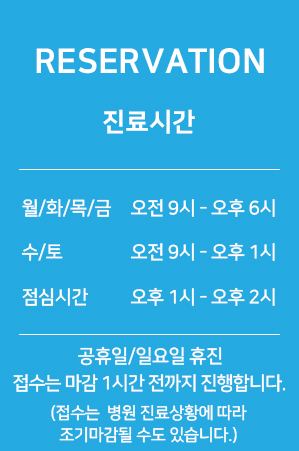 RESERVATION
진료시간
월/화/목/금 오전 9시 - 오후 6시
수/토 오전 9시 - 오후 1시
점심시간 오후 1시 - 오후 2시
공휴일/일요일 휴진
접수는 마감 1시간 전까지 진행합니다.
(접수는 병원 진료상황에 따라
조기마감될 수도 있습니다.)